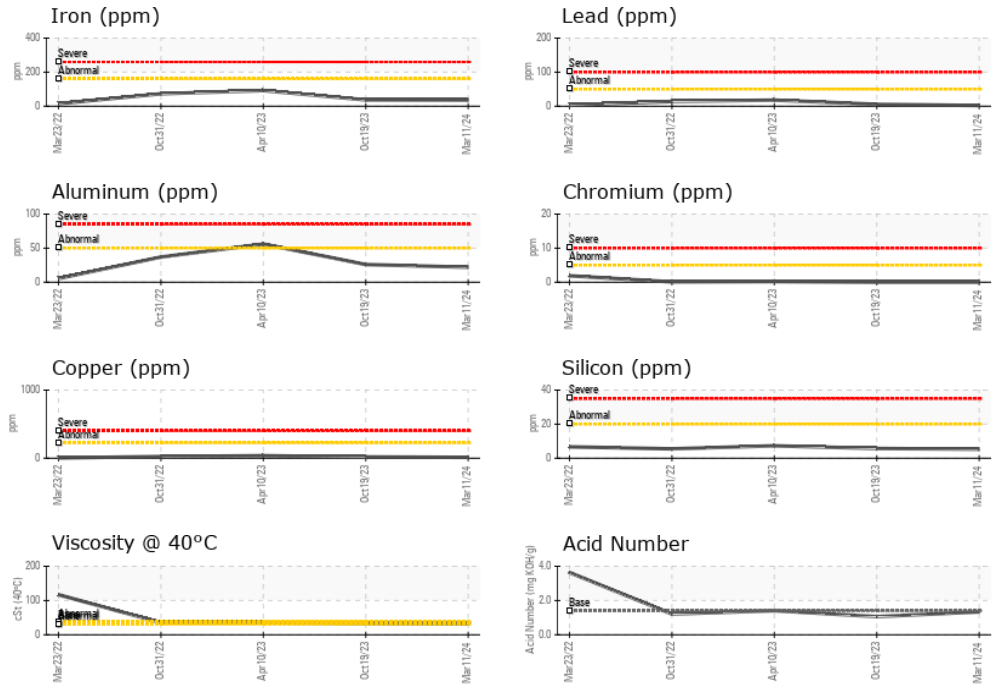 Iron (ppm)
400
200
0
ppm
Severe
Abnormal
Mar23/22
Oct31/22
Apr10/23
Oct19/23
Mar11/24
Lead (ppm)
200
100
0
ppm
Severe
Abnormal
Mar23/22
Oct31/22
Apr10/23
Oct19/23
Mar11/24
Aluminum (ppm)
100
50
0
ppm
Severe
Abnormal
Mar23/22
Oct31/22
Apr10/23
Oct19/23
Mar11/24
Chromium (ppm)
20
10
0
ppm
Severe
Abnormal
Mar23/22
Oct31/22
Apr10/23
Oct19/23
Mar11/24
Copper (ppm)
1000
500
0
ppm
Severe
Abnormal
Mar23/22
Oct31/22
Apr10/23
Oct19/23
Mar11/24
Silicon (ppm)
40
20
0
ppm
Severe
Abnormal
Mar23/22
Oct31/22
Apr10/23
Oct19/23
Mar11/24
Viscosity @ 40ºC
200
100
0
cSt (40ºC)
Abnormal
Mar23/22
Oct31/22
Apr10/23
Oct19/23
Mar11/24
Acid Number
4.0
2.0
0.0
Acid Number (mg KOH/g)
Base
Mar23/22
Oct31/22
Apr10/23
Oct19/23
Mar11/24